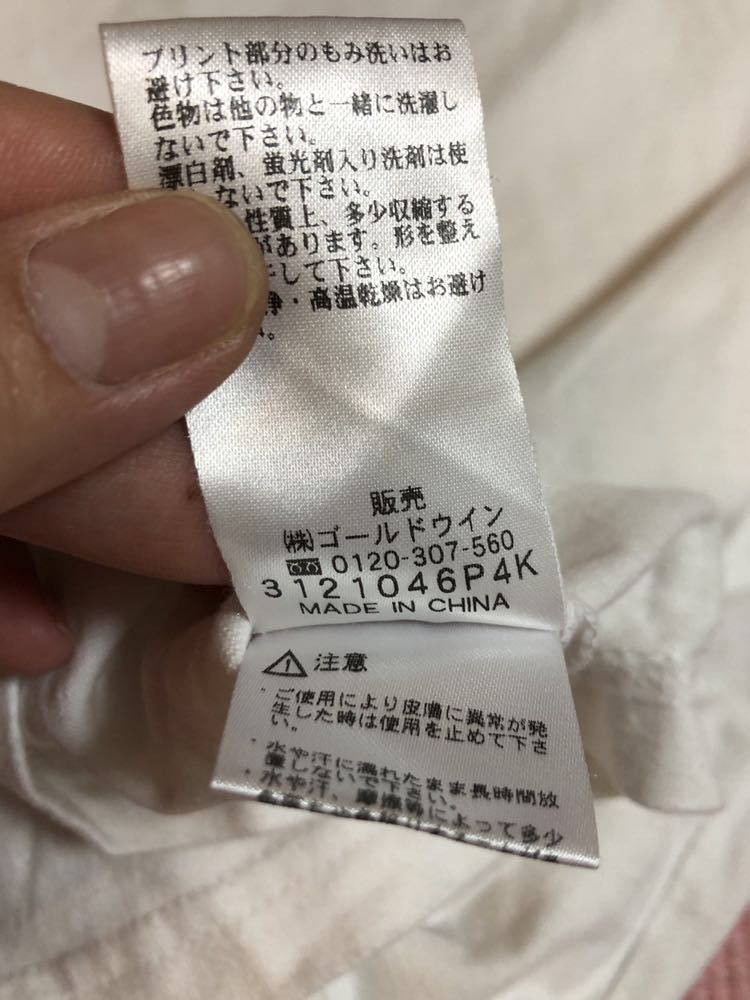 プリント部分のもみ洗いはお
避け下さい。
色物は他の物と一緒に洗濯し
ないで下さい。
漂白剤、蛍光剤入り洗剤は使
ないで下さい。
性質上、多少収縮する
があります。形を整え
して下さい。
・高温乾燥はお避け
販売
㈱ゴールドウイン
0120-307-560
3121046P4K
MADE IN CHINA
注意
ご使用により皮膚に異常が発
生した時は使用を止めて下さ
い。
水や汗に濡れたまま長時間放
置しないで下さい。
水や汗、摩擦等によって多少